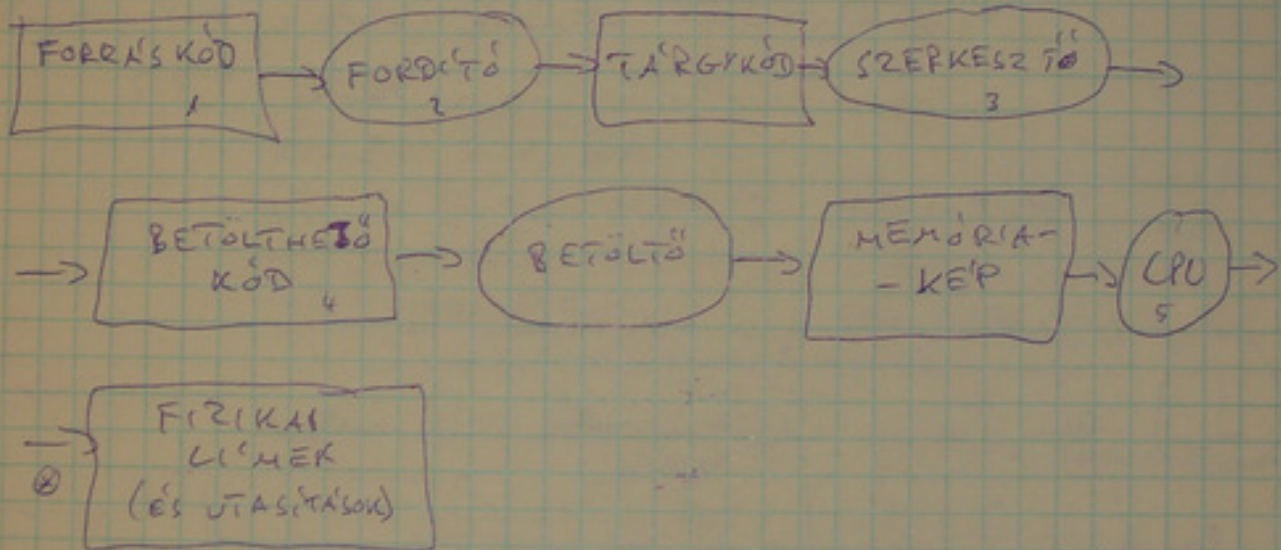 FORRÁSKÓD
1
FORDÍTÓ
2
TÁRGYKÓD
SZERKESZTŐ
3
BETÖLTHETŐ
KÓD
4
BETÖLTŐ
MEMÓRIA-
- KÉP
CPU
5
FIZIKAI
CÍMEK
(ÉS UTASÍTÁSOK)